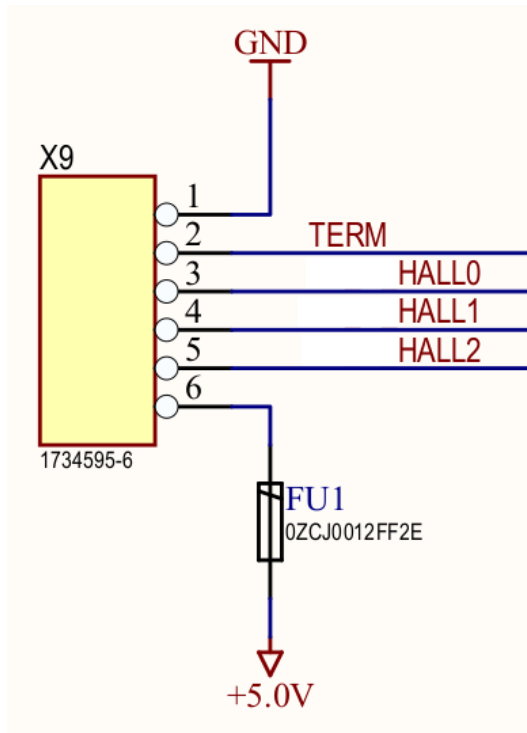 GND
X9
1
2
TERM
3
HALL0
4
HALL1
5
HALL2
6
1734595-6
FU1
0ZCJ0012FF2E
+5.0V